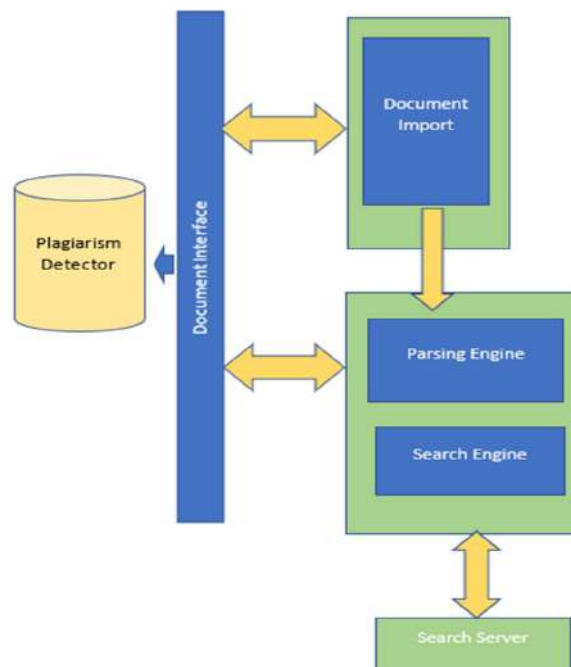 Document
Import
Plagiarism
Detector
Document Interface
Parsing Engine
Search Engine
Search Server